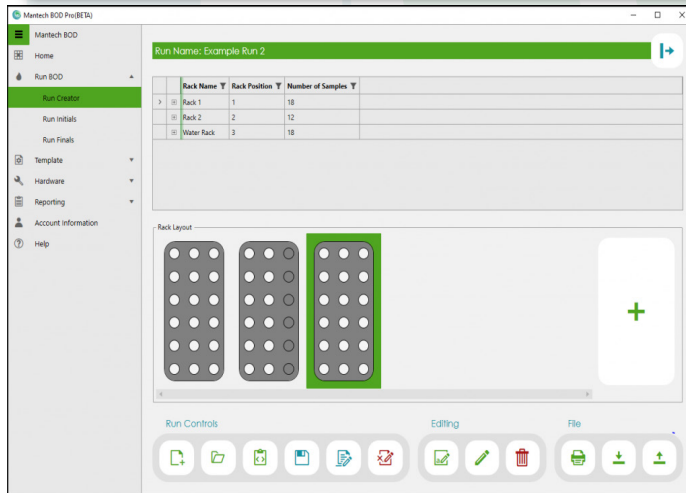 Mantech BOD Pro(BETA)
Mantech BOD
Home
Run BOD
Run Creator
Run Initials
Run Finals
Template
Hardware
Reporting
Account Information
Help
Run Name: Example Run 2
Rack Name Rack Position Number of Samples
Rack 1 1 18
Rack 2 2 12
Water Rack 3 18
Rack Layout
Run Controls Editing File